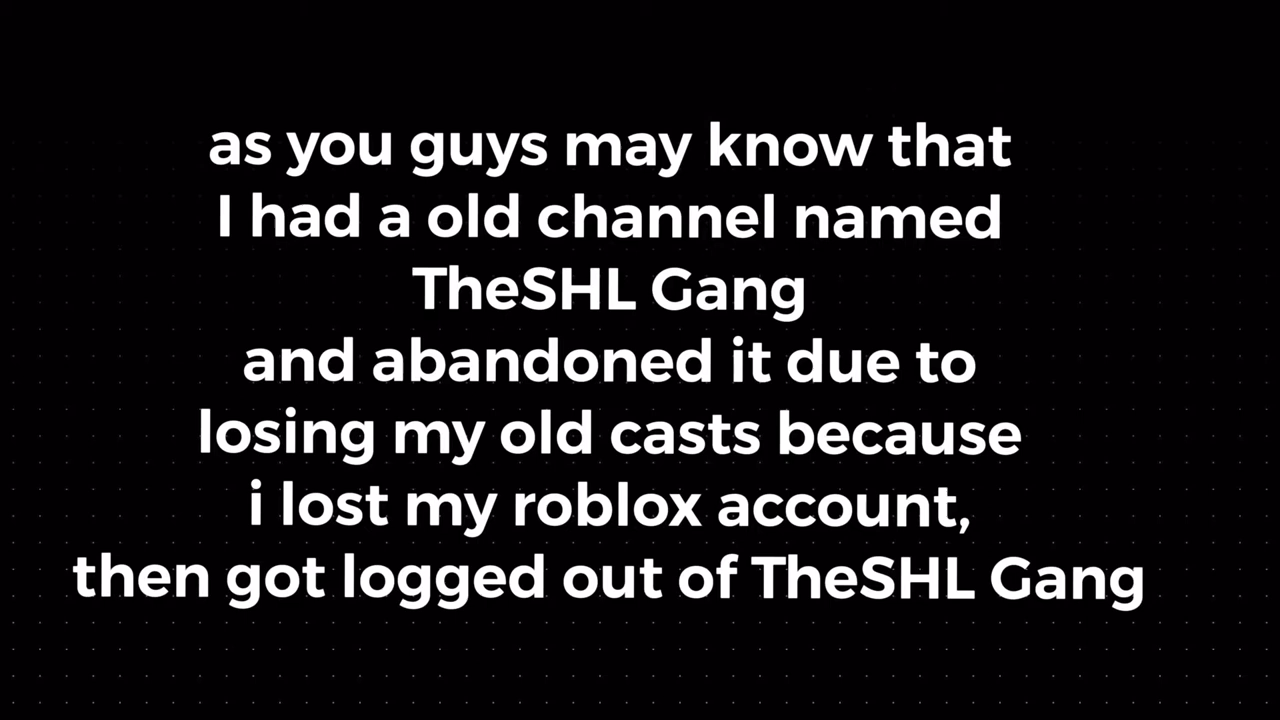 as you guys may know that
I had a old channel named
TheSHL Gang
and abandoned it due to
losing my old casts because
i lost my roblox account,
then got logged out of TheSHL Gang